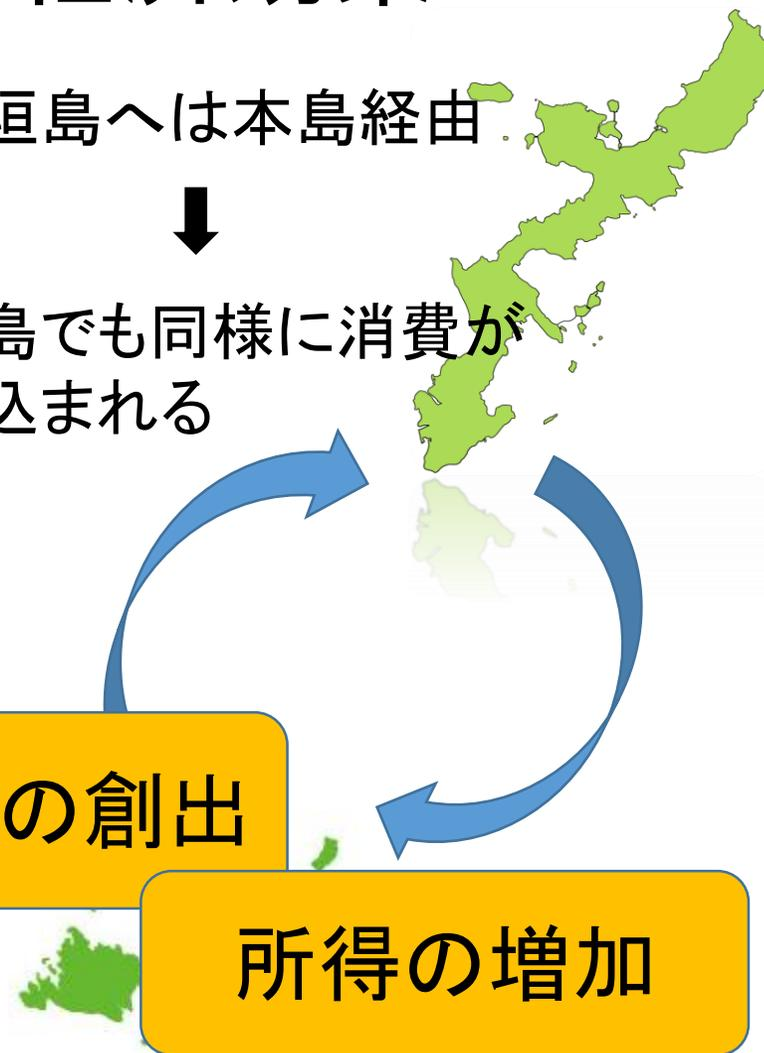 垣島へは本島経由
島でも同様に消費が
込まれる
の創出
所得の増加